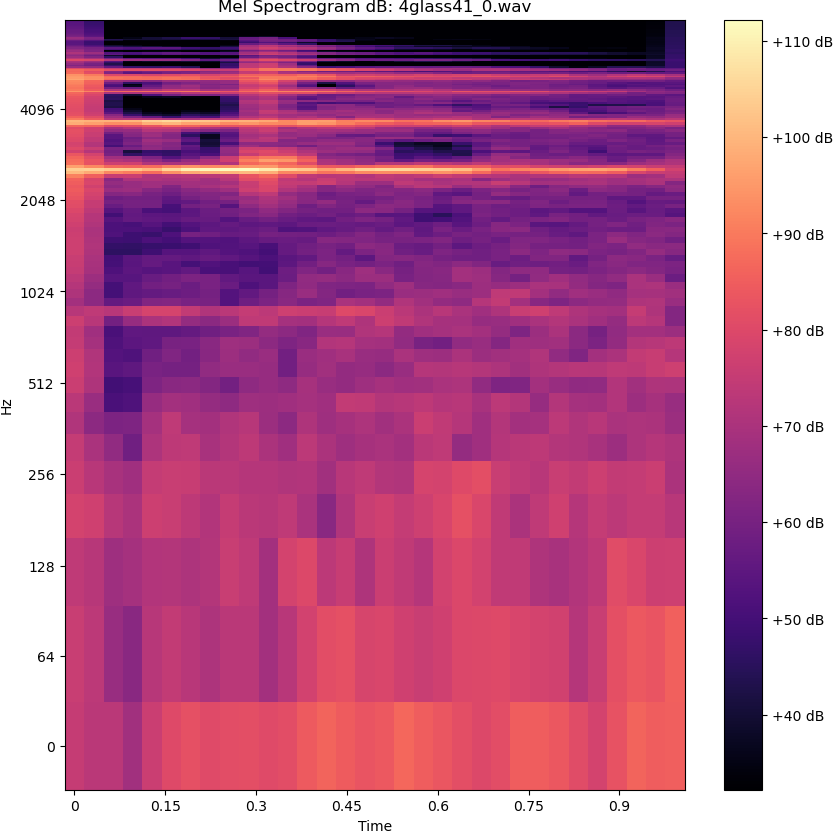 Mel Spectrogram dB: 4glass41_0.wav
+110 dB
4096
+100 dB
2048
+90 dB
1024
+80 dB
512
Hz
+70 dB
256
+60 dB
128
+50 dB
64
+40 dB
0
0 0.15 0.3 0.45 0.6 0.75 0.9
Time